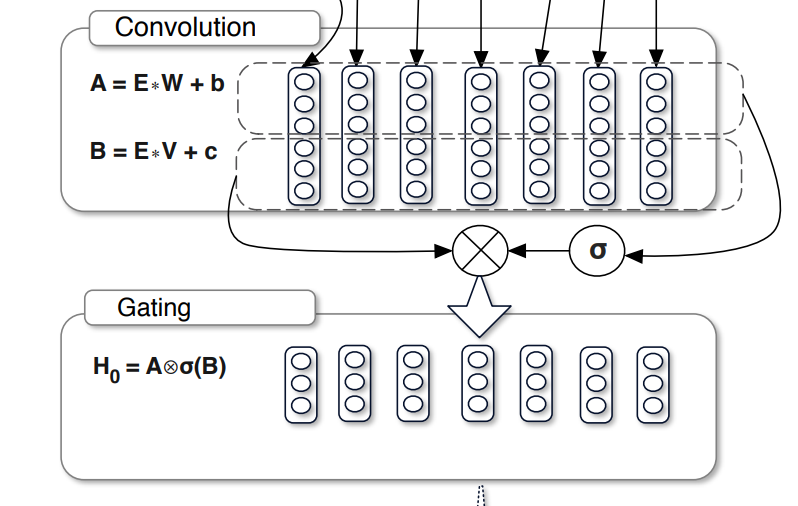 Convolution
A = E∗W + b
B = E∗V + c
σ
Gating
H₀ = A⊗σ(B)